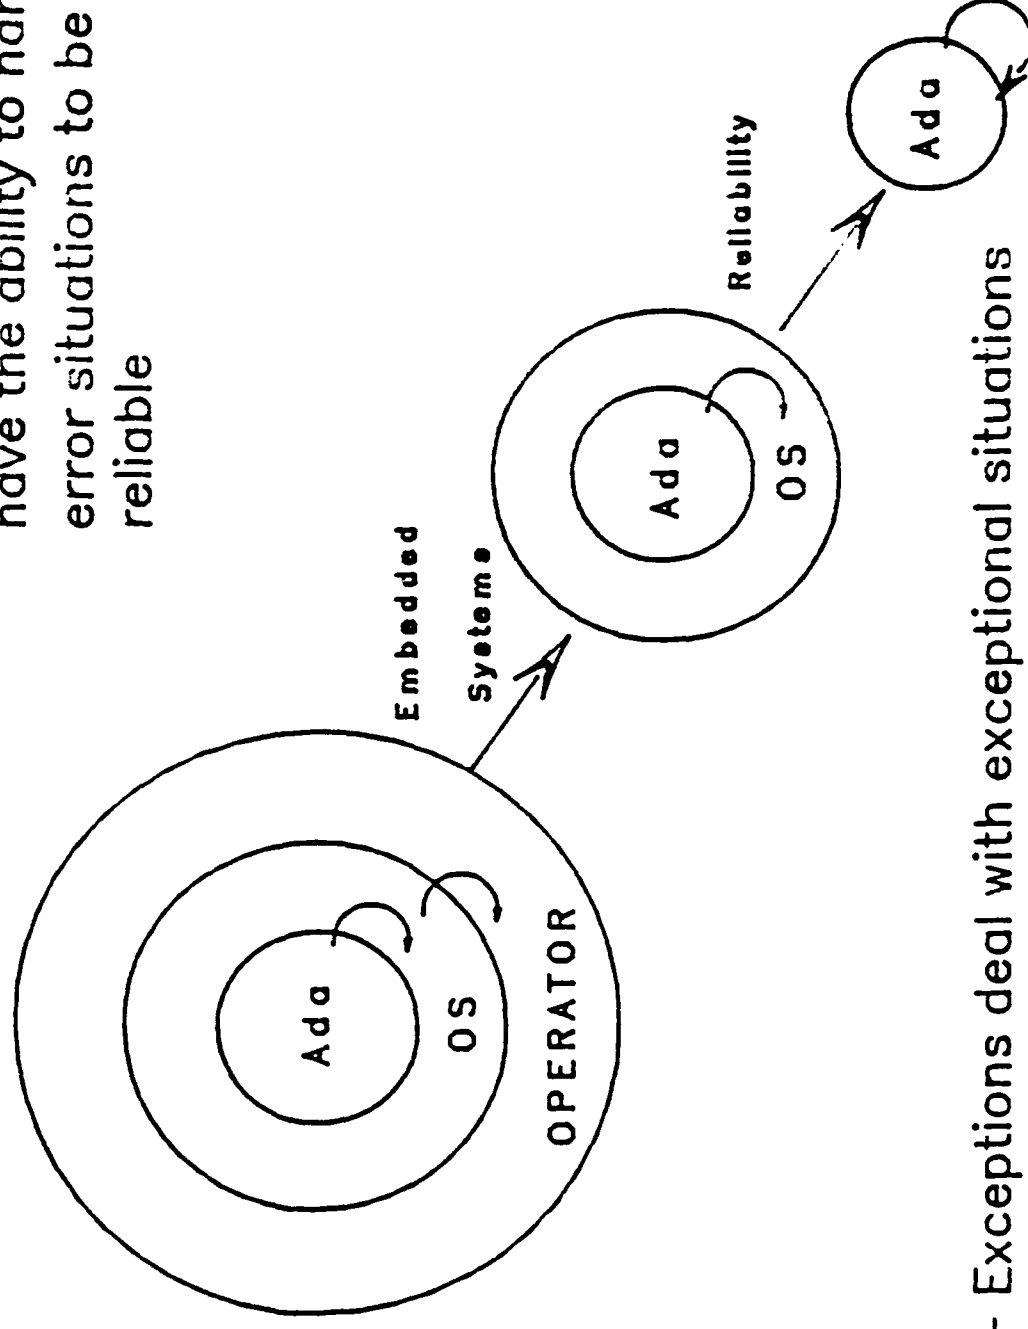 have the ability to
error situations to be
reliable
Embedded
Systems
Reliability
Ada
OS
OPERATOR
Ada
OS
Ada
- Exceptions deal with exceptional situations